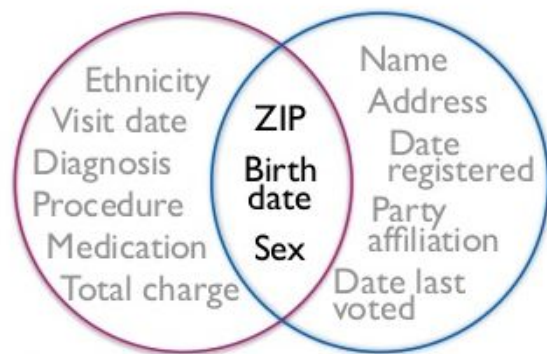 Ethnicity
Visit date
Diagnosis
Procedure
Medication
Total charge
ZIP
Birth
date
Sex
Name
Address
Date
registered
Party
affiliation
Date last
voted